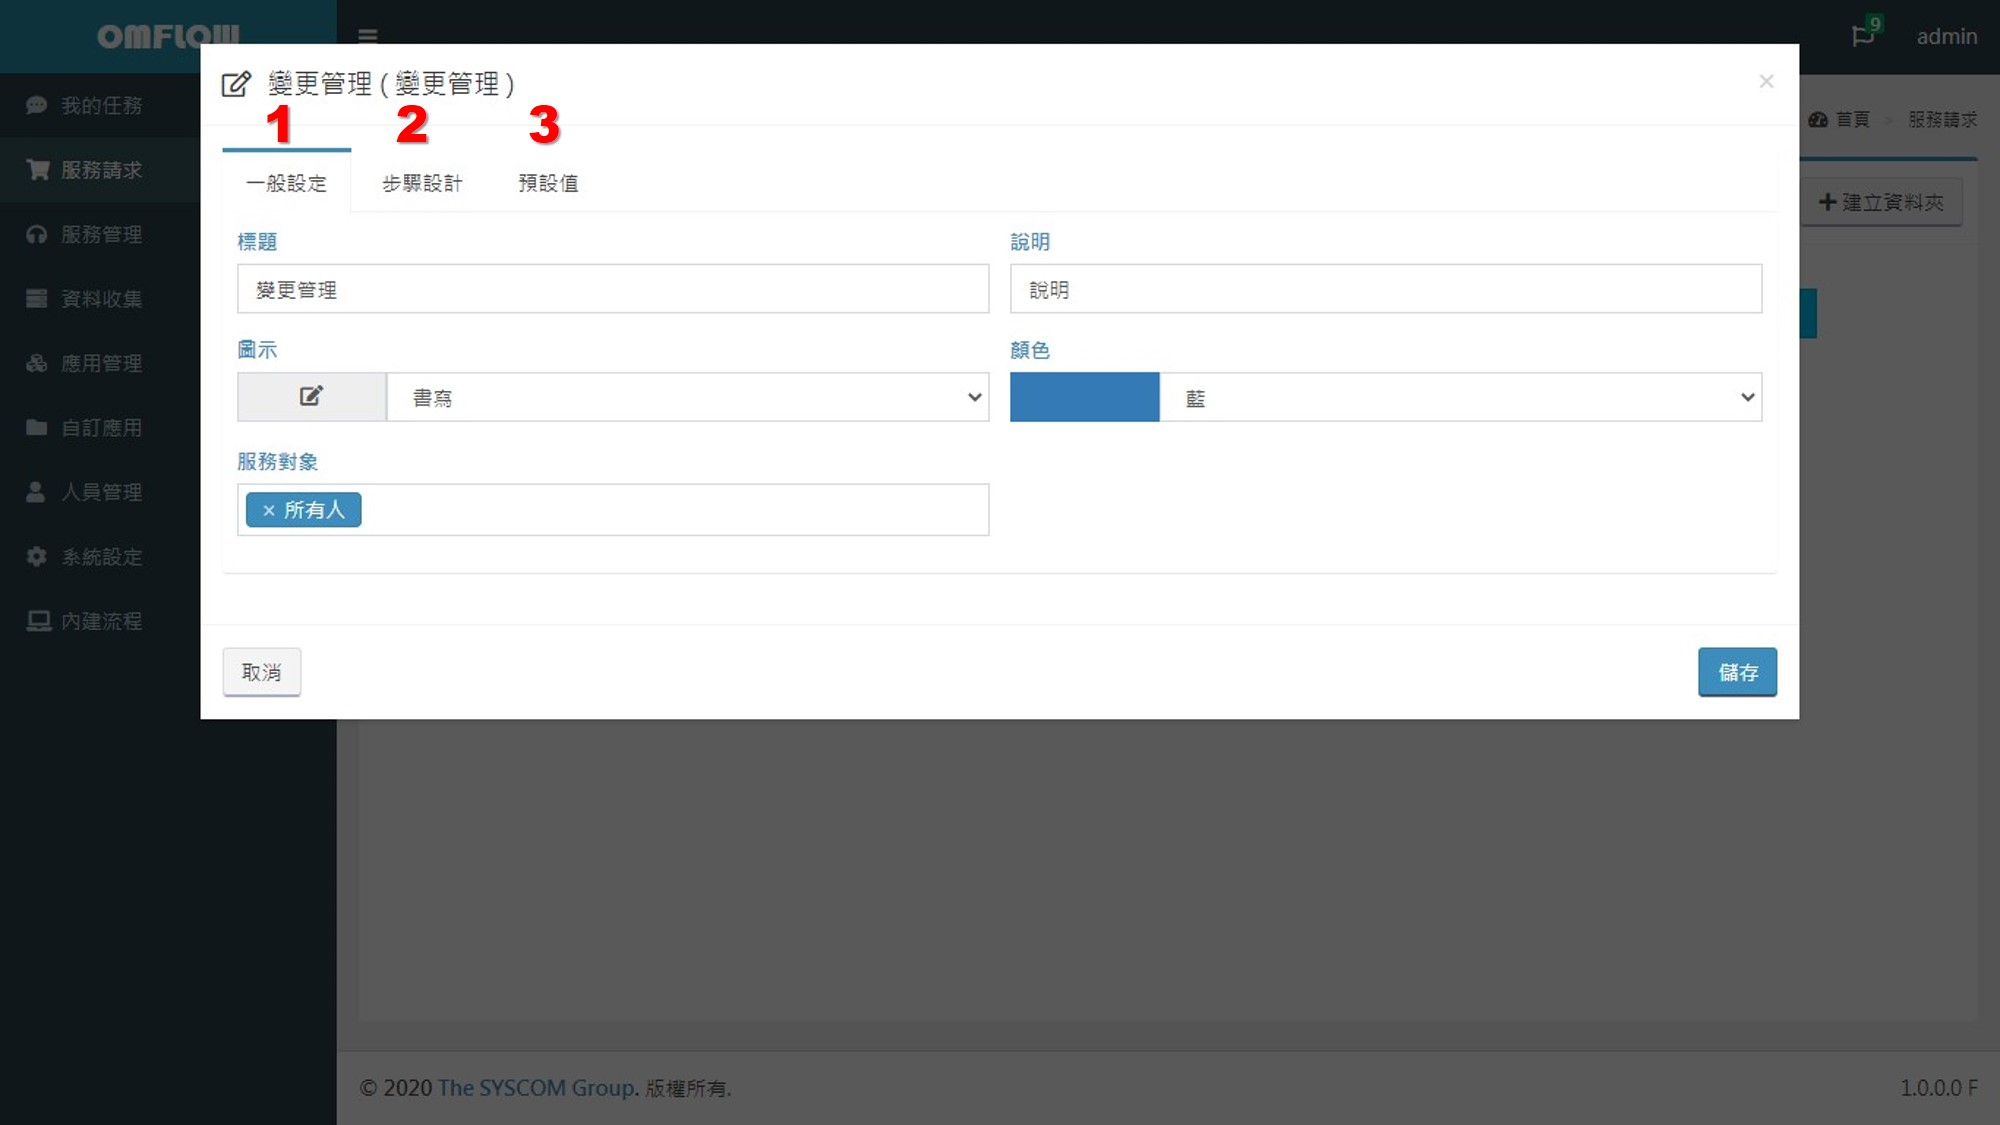 OMFLOW
9
admin
我的任務
服務請求
服務管理
資料收集
應用管理
自訂應用
人員管理
系統設定
內建流程
首頁 > 服務請求
建立資料夾
變更管理 ( 變更管理 )
×
1 2 3
一般設定 步驟設計 預設值
標題 說明
變更管理 說明
圖示 顏色
書寫 藍
服務對象
× 所有人
取消 儲存
© 2020 The SYSCOM Group. 版權所有. 1.0.0.0 F